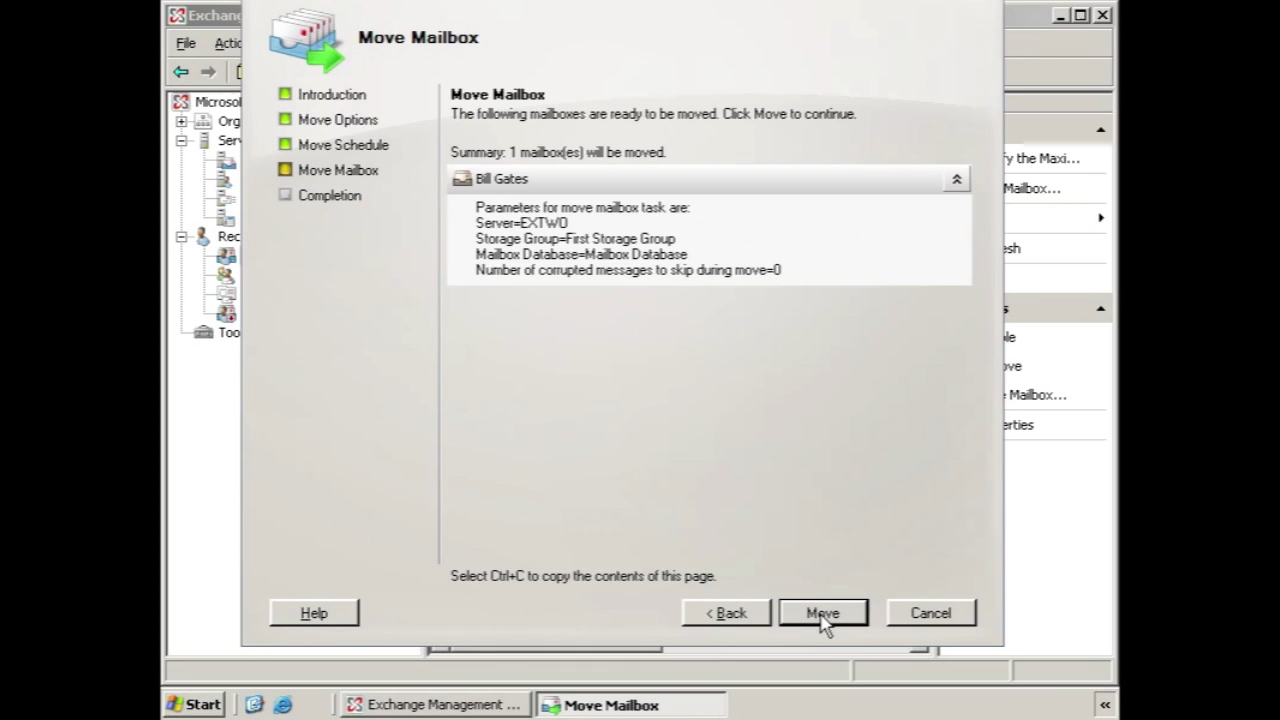 Exchang
File
Actio
Microsof
Org
Serv
Rec
Too
Move Mailbox
Introduction
Move Options
Move Schedule
Move Mailbox
Completion
Move Mailbox
The following mailboxes are ready to be moved. Click Move to continue.
Summary: 1 mailbox(es) will be moved.
Bill Gates
Parameters for move mailbox task are:
Server=EXTWO
Storage Group=First Storage Group
Mailbox Database=Mailbox Database
Number of corrupted messages to skip during move=0
Select Ctrl+C to copy the contents of this page.
Help
< Back
Move
Cancel
fy the Maxi...
Mailbox...
esh
s
le
ove
Mailbox...
erties
Start
Exchange Management ...
Move Mailbox
«